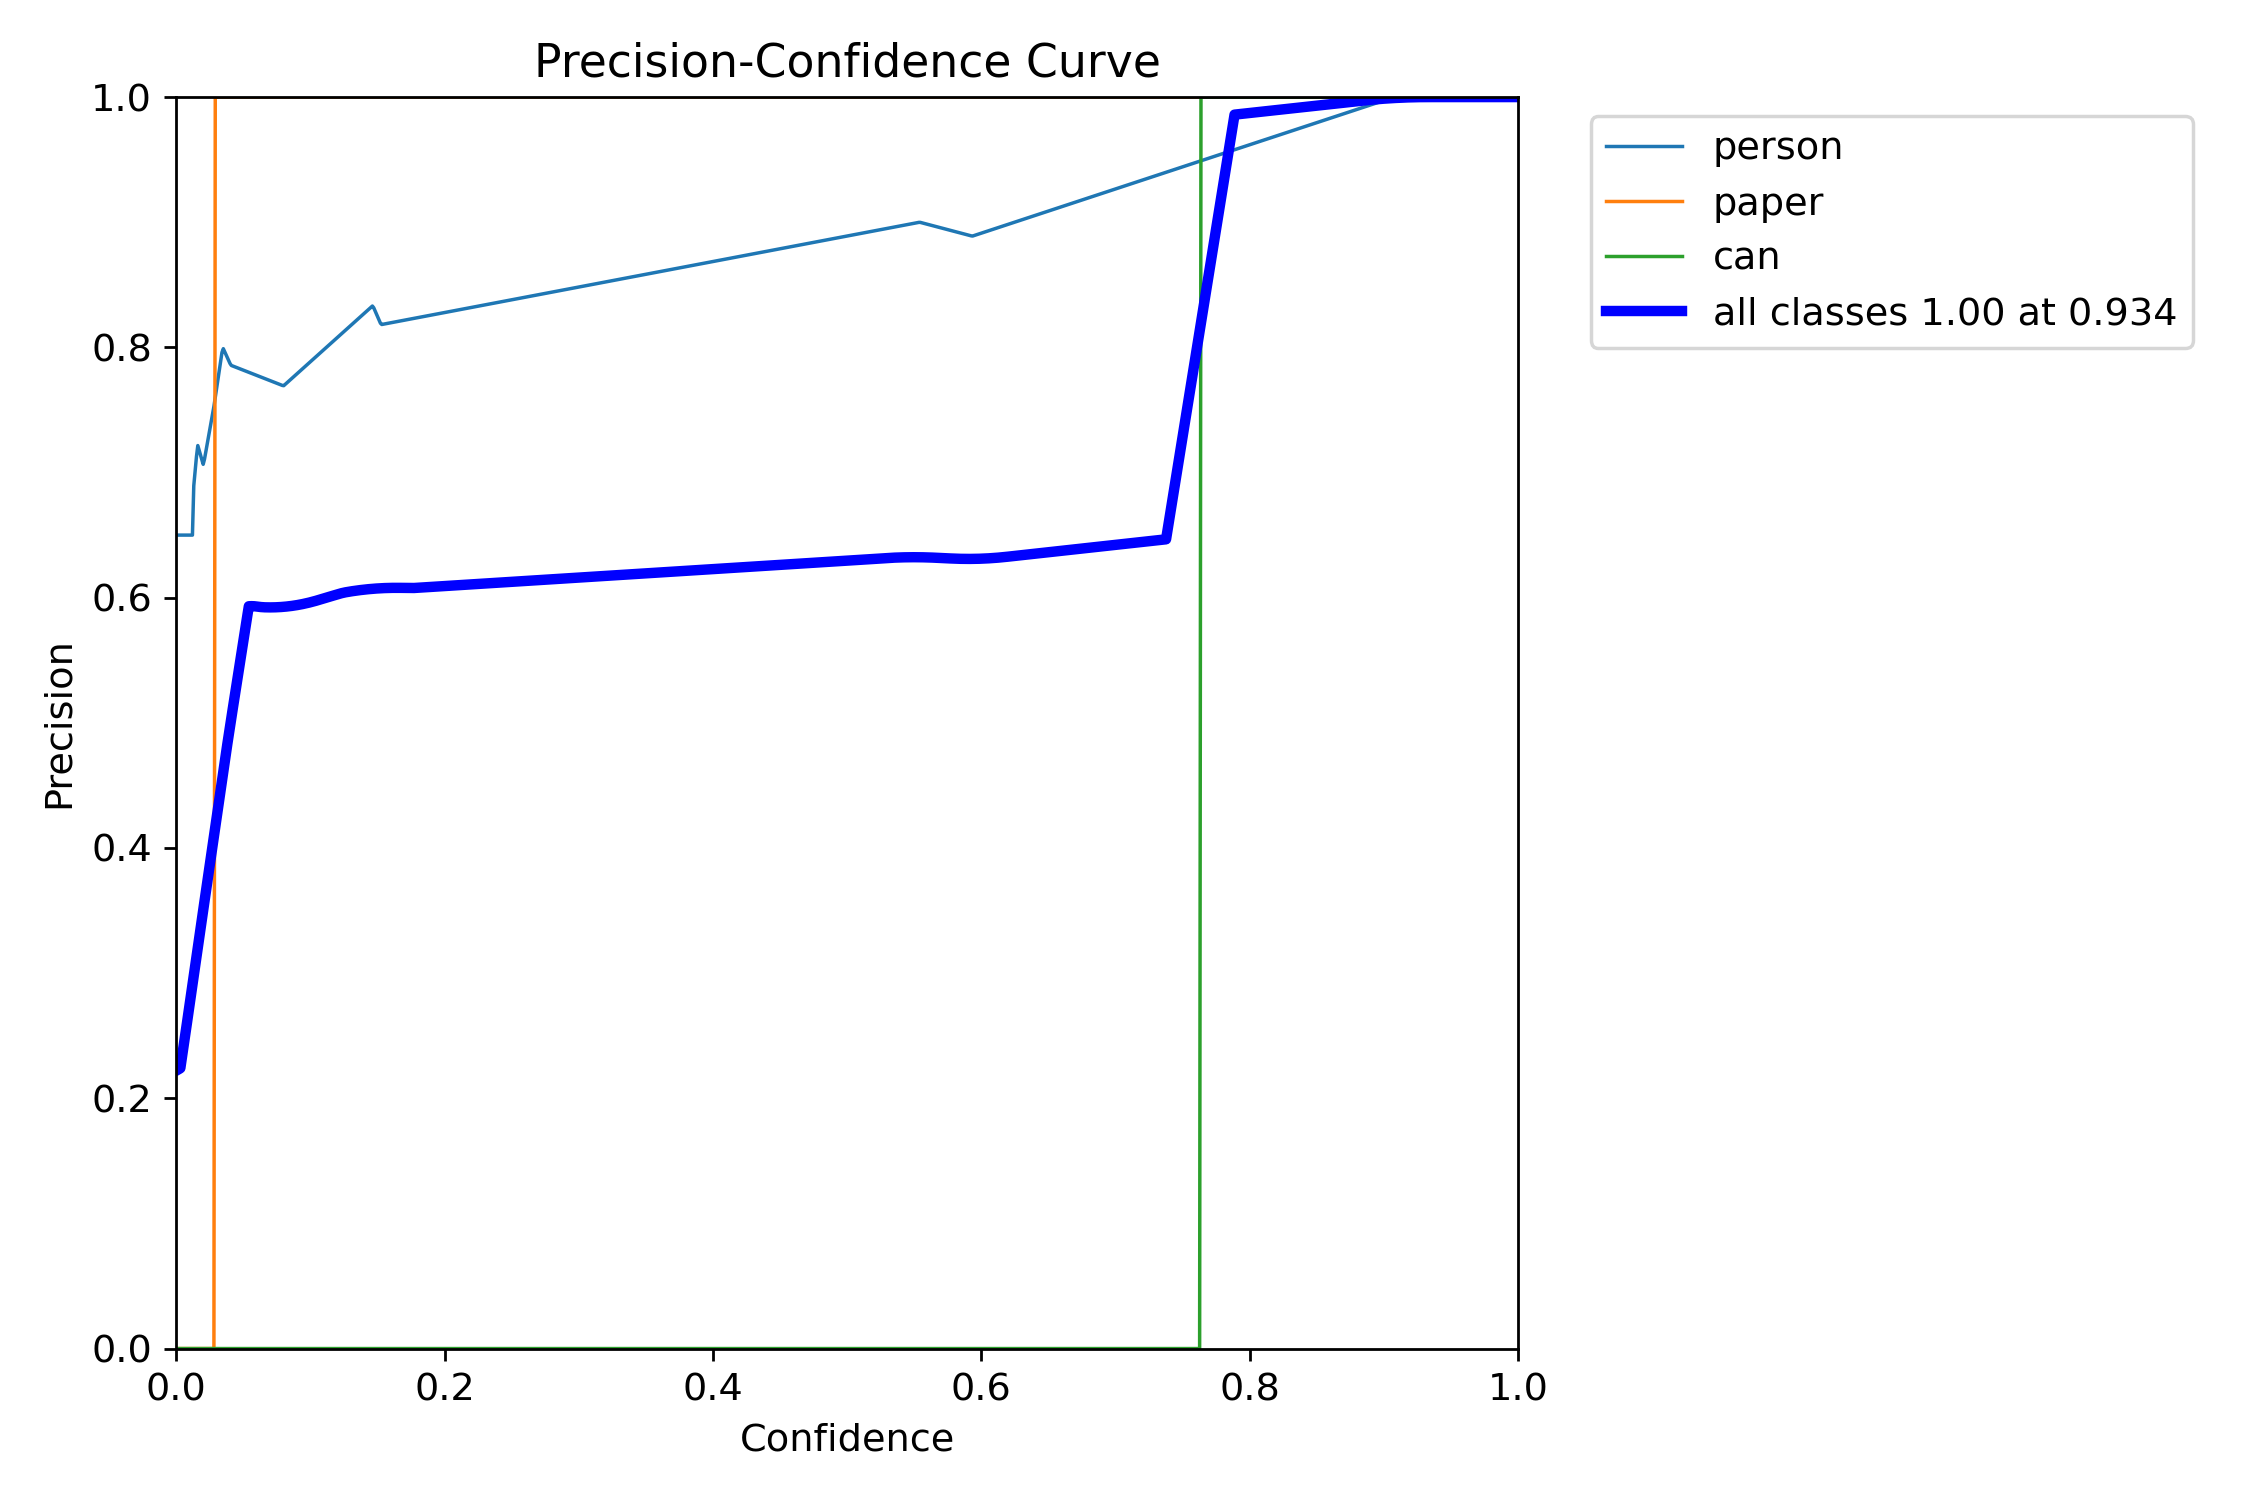 Precision-Confidence Curve
1.0
0.8
0.6
0.4
0.2
0.0
Precision
0.0 0.2 0.4 0.6 0.8 1.0
Confidence
person
paper
can
all classes 1.00 at 0.934